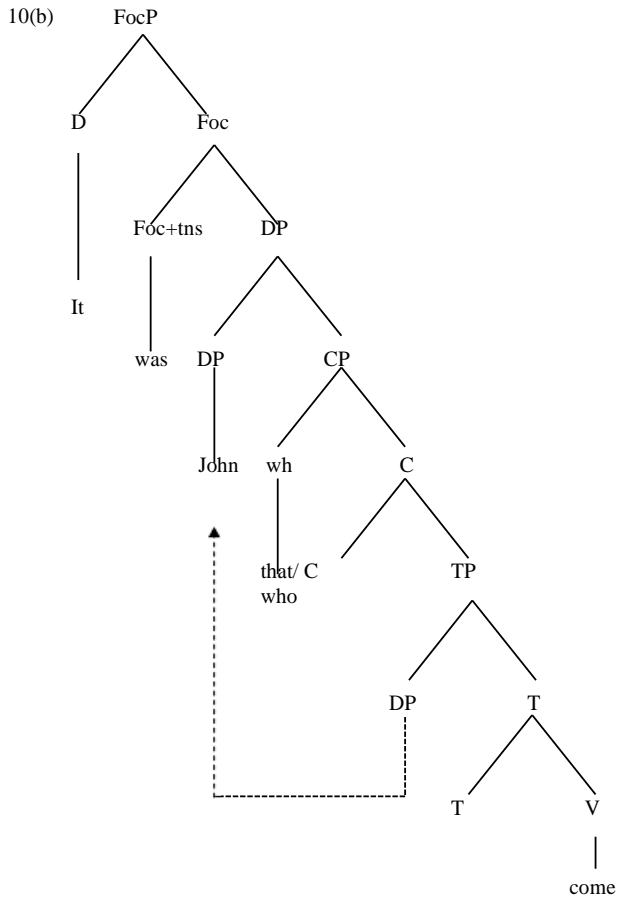 10(b) FocP
D Foc
Foc+tns DP
It
was DP CP
John wh C
that/ C TP
who
DP T
T V
come